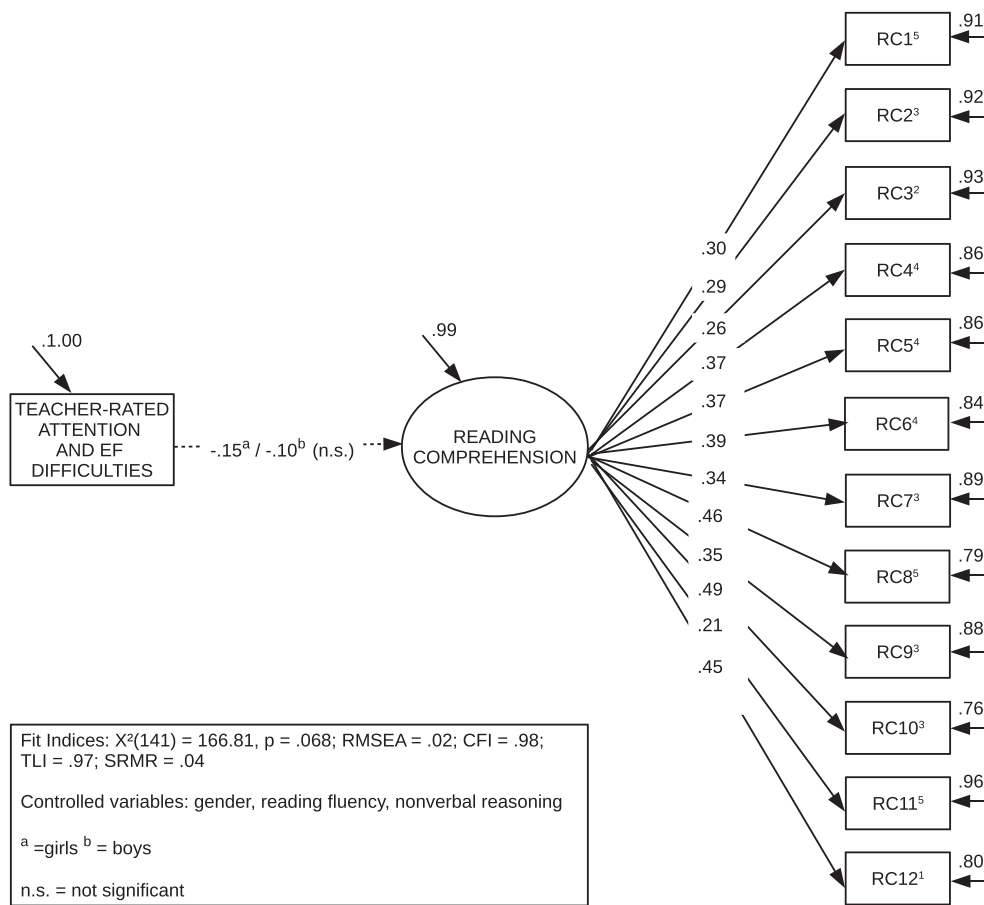 .91
RC1⁵
.92
RC2³
.93
RC3²
.30
.86
RC4⁴
.29
.26
.86
RC5⁴
.1.00
.99
.37
.37
.84
RC6⁴
TEACHER-RATED
ATTENTION
AND EF
DIFFICULTIES
-.15ᵃ / -.10ᵇ (n.s.)
READING
COMPREHENSION
.39
.34
.89
RC7³
.46
.35
.79
RC8⁵
.49
.21
.88
RC9³
.45
.76
RC10³
.96
RC11⁵
.80
RC12¹
Fit Indices: X²(141) = 166.81, p = .068; RMSEA = .02; CFI = .98;
TLI = .97; SRMR = .04
Controlled variables: gender, reading fluency, nonverbal reasoning
ᵃ =girls ᵇ = boys
n.s. = not significant